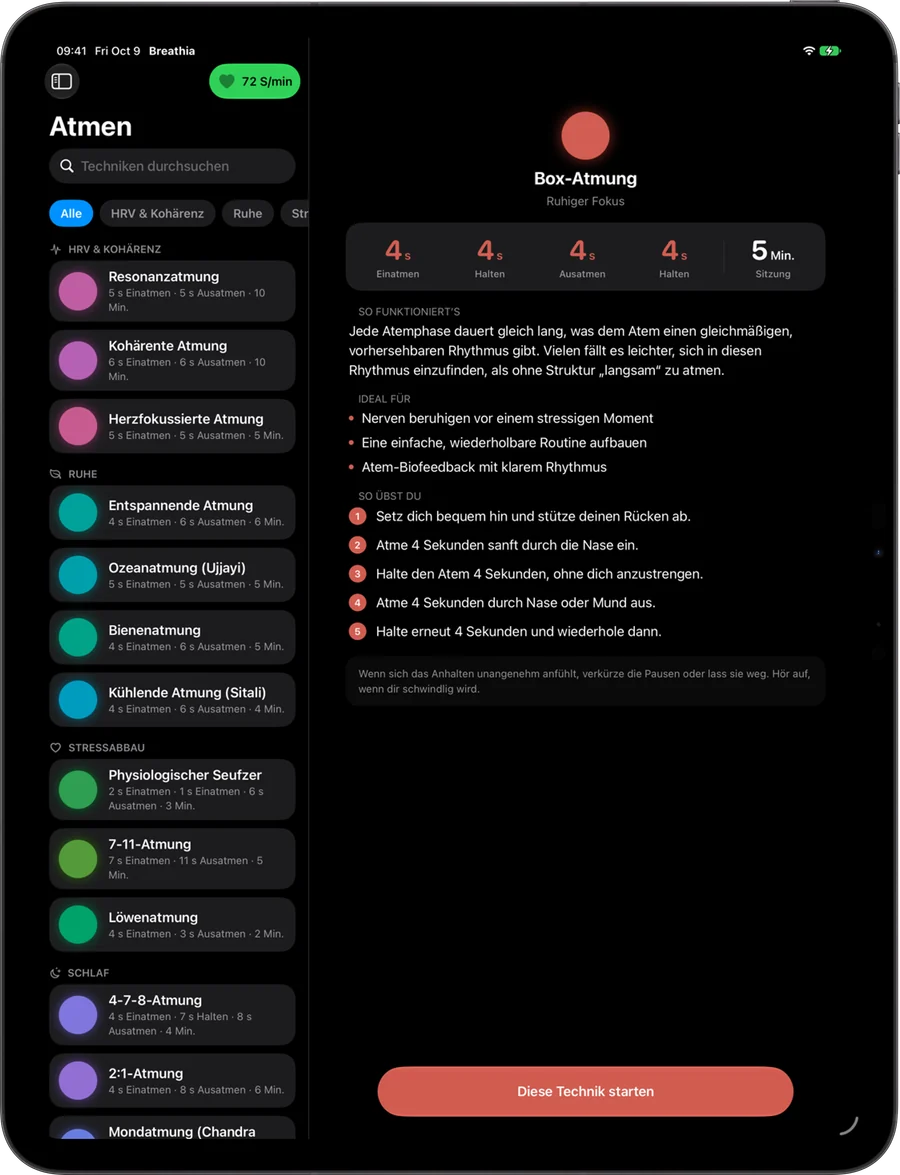 09:41 Fri Oct 9 Breathia
72 S/min
Atmen
Techniken durchsuchen
Alle
HRV & Kohärenz
Ruhe
Str
HRV & KOHÄRENZ
Resonanzatmung
5 s Einatmen · 5 s Ausatmen · 10
Min.
Kohärente Atmung
6 s Einatmen · 6 s Ausatmen · 10
Min.
Herzfokussierte Atmung
5 s Einatmen · 5 s Ausatmen · 5 Min.
RUHE
Entspannende Atmung
4 s Einatmen · 6 s Ausatmen · 6 Min.
Ozeanatmung (Ujjayi)
5 s Einatmen · 5 s Ausatmen · 5 Min.
Bienenatmung
4 s Einatmen · 6 s Ausatmen · 5 Min.
Kühlende Atmung (Sitali)
4 s Einatmen · 6 s Ausatmen · 4 Min.
STRESSABBAU
Physiologischer Seufzer
2 s Einatmen · 1 s Einatmen · 6 s
Ausatmen · 3 Min.
7-11-Atmung
7 s Einatmen · 11 s Ausatmen · 5
Min.
Löwenatmung
4 s Einatmen · 3 s Ausatmen · 2 Min.
SCHLAF
4-7-8-Atmung
4 s Einatmen · 7 s Halten · 8 s
Ausatmen · 4 Min.
2:1-Atmung
4 s Einatmen · 8 s Ausatmen · 6 Min.
Mondatmung (Chandra
Box-Atmung
Ruhiger Fokus
4 s
Einatmen
4 s
Halten
4 s
Ausatmen
4 s
Halten
5 Min.
Sitzung
SO FUNKTIONIERT'S
Jede Atemphase dauert gleich lang, was dem Atem einen gleichmäßigen,
vorhersehbaren Rhythmus gibt. Vielen fällt es leichter, sich in diesen
Rhythmus einzufinden, als ohne Struktur „langsam“ zu atmen.
IDEAL FÜR
• Nerven beruhigen vor einem stressigen Moment
• Eine einfache, wiederholbare Routine aufbauen
• Atem-Biofeedback mit klarem Rhythmus
SO ÜBST DU
1 Setz dich bequem hin und stütze deinen Rücken ab.
2 Atme 4 Sekunden sanft durch die Nase ein.
3 Halte den Atem 4 Sekunden, ohne dich anzustrengen.
4 Atme 4 Sekunden durch Nase oder Mund aus.
5 Halte erneut 4 Sekunden und wiederhole dann.
Wenn sich das Anhalten unangenehm anfühlt, verkürze die Pausen oder lass sie weg. Hör auf,
wenn dir schwindlig wird.
Diese Technik starten